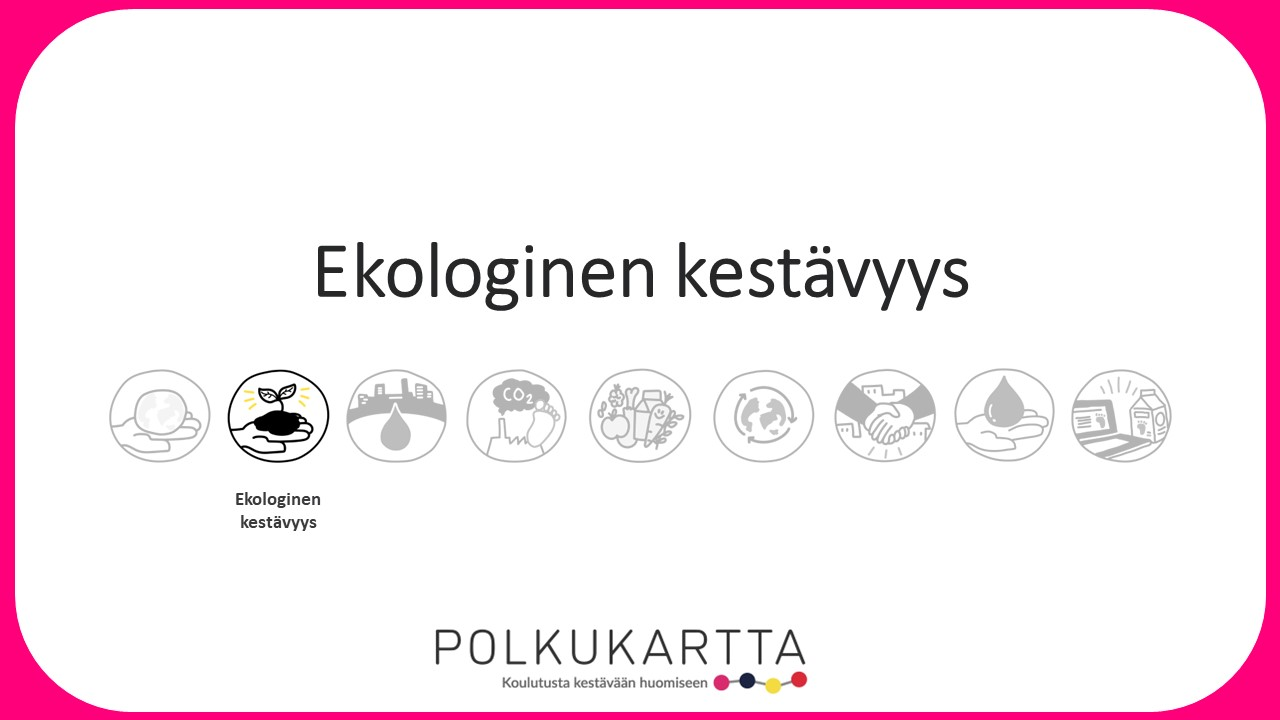 Ekologinen kestävyys
CO2
Ekologinen
kestävyys
POLKUKARTTA
Koulutusta kestävään huomiseen